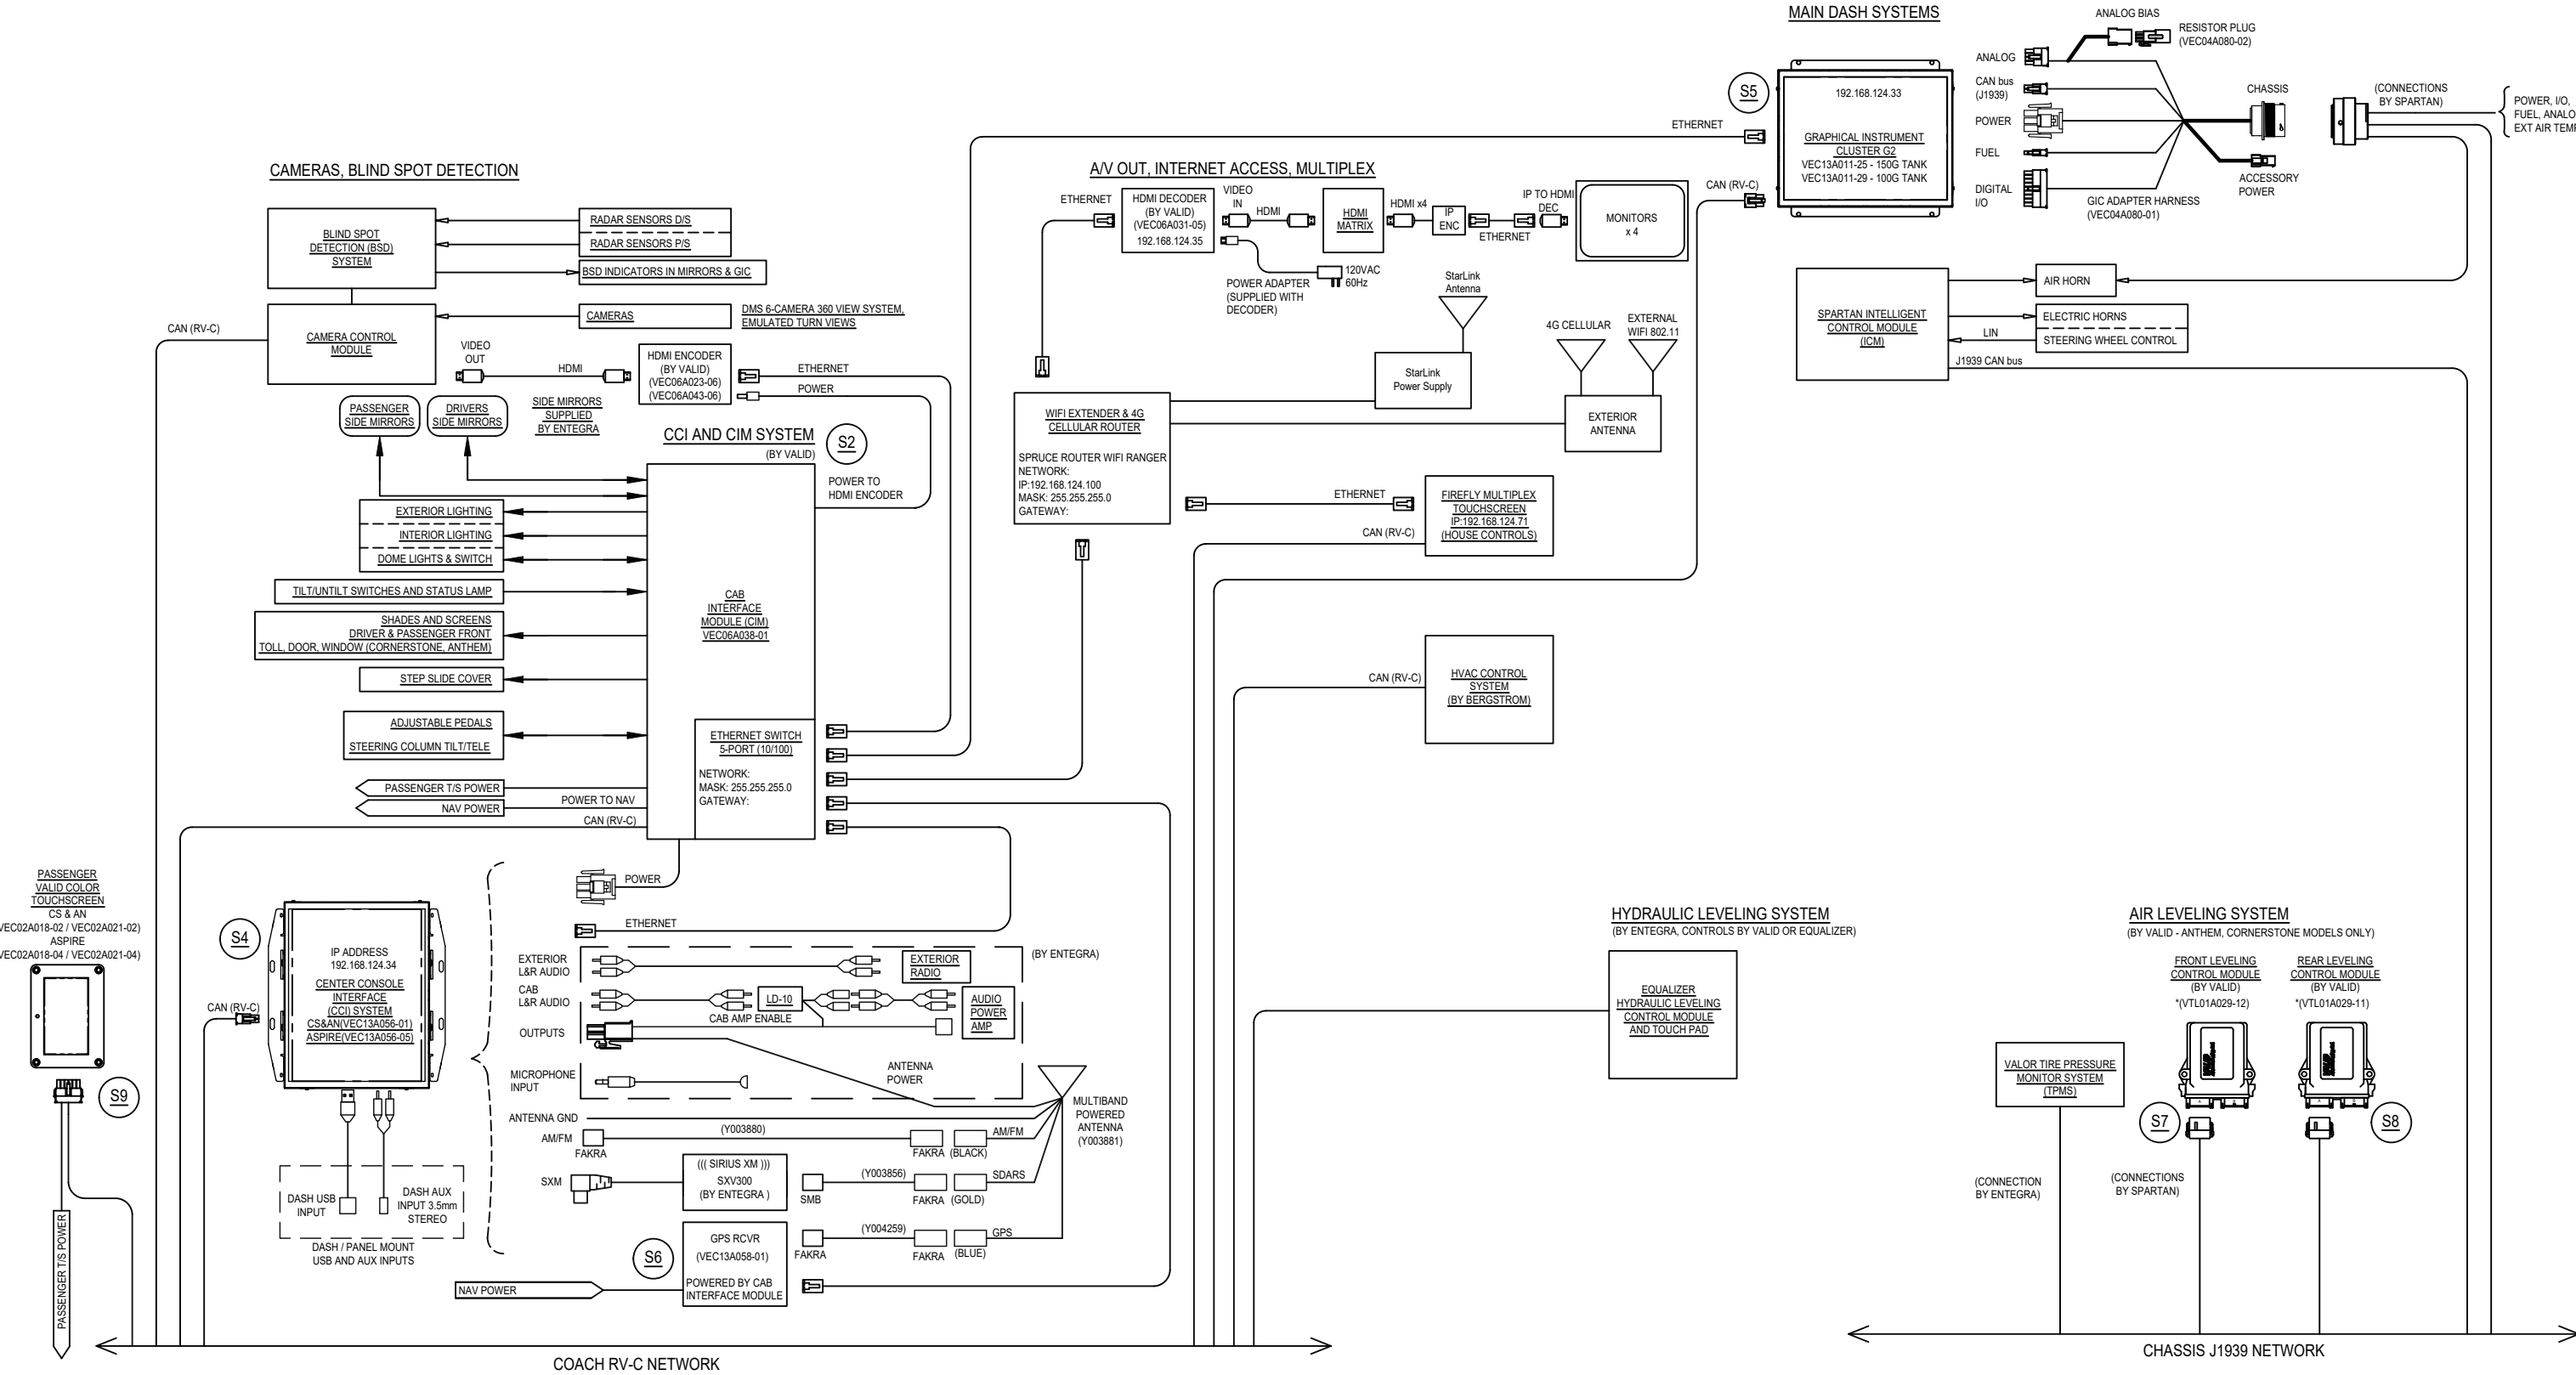 MAIN DASH SYSTEMS
ANALOG BIAS
RESISTOR PLUG
(VEC04A080-02)
ANALOG
CAN bus
(J1939)
POWER
FUEL
DIGITAL
I/O
GIC ADAPTER HARNESS
(VEC04A080-01)
CHASSIS
ACCESSORY
POWER
(CONNECTIONS
BY SPARTAN)
POWER, I/O,
FUEL, ANALO
EXT AIR TEM
S5
192.168.124.33
GRAPHICAL INSTRUMENT
CLUSTER G2
VEC13A011-25 - 150G TANK
VEC13A011-29 - 100G TANK
ETHERNET
CAN (RV-C)
SPARTAN INTELLIGENT
CONTROL MODULE
(ICM)
AIR HORN
ELECTRIC HORNS
LIN
STEERING WHEEL CONTROL
J1939 CAN bus
CAMERAS, BLIND SPOT DETECTION
BLIND SPOT
DETECTION (BSD)
SYSTEM
RADAR SENSORS D/S
RADAR SENSORS P/S
BSD INDICATORS IN MIRRORS & GIC
CAMERA CONTROL
MODULE
CAMERAS
DMS 6-CAMERA 360 VIEW SYSTEM,
EMULATED TURN VIEWS
CAN (RV-C)
VIDEO
OUT
HDMI
HDMI ENCODER
(BY VALID)
(VEC06A023-06)
(VEC06A043-06)
ETHERNET
POWER
PASSENGER
SIDE MIRRORS
DRIVERS
SIDE MIRRORS
SIDE MIRRORS
SUPPLIED
BY ENTEGRA
A/V OUT, INTERNET ACCESS, MULTIPLEX
ETHERNET
HDMI DECODER
(BY VALID)
(VEC06A031-05)
192.168.124.35
VIDEO
IN
HDMI
HDMI
MATRIX
HDMI x4
IP
ENC
ETHERNET
IP TO HDMI
DEC
MONITORS
x 4
POWER ADAPTER
(SUPPLIED WITH
DECODER)
120VAC
60Hz
StarLink
Antenna
StarLink
Power Supply
4G CELLULAR
EXTERNAL
WIFI 802.11
EXTERIOR
ANTENNA
WIFI EXTENDER & 4G
CELLULAR ROUTER
SPRUCE ROUTER WIFI RANGER
NETWORK:
IP:192.168.124.100
MASK: 255.255.255.0
GATEWAY:
ETHERNET
FIREFLY MULTIPLEX
TOUCHSCREEN
IP:192.168.124.71
(HOUSE CONTROLS)
CAN (RV-C)
CAN (RV-C)
HVAC CONTROL
SYSTEM
(BY BERGSTROM)
CCI AND CIM SYSTEM
(BY VALID)
S2
POWER TO
HDMI ENCODER
EXTERIOR LIGHTING
INTERIOR LIGHTING
DOME LIGHTS & SWITCH
TILT/UNTILT SWITCHES AND STATUS LAMP
SHADES AND SCREENS
DRIVER & PASSENGER FRONT
TOLL, DOOR, WINDOW (CORNERSTONE, ANTHEM)
STEP SLIDE COVER
ADJUSTABLE PEDALS
STEERING COLUMN TILT/TELE
PASSENGER T/S POWER
NAV POWER
POWER TO NAV
CAN (RV-C)
CAB
INTERFACE
MODULE (CIM)
VEC06A038-01
ETHERNET SWITCH
5-PORT (10/100)
NETWORK:
MASK: 255.255.255.0
GATEWAY:
POWER
ETHERNET
PASSENGER
VALID COLOR
TOUCHSCREEN
CS & AN
VEC02A018-02 / VEC02A021-02)
ASPIRE
VEC02A018-04 / VEC02A021-04)
S9
PASSENGER T/S POWER
S4
CAN (RV-C)
IP ADDRESS
192.168.124.34
CENTER CONSOLE
INTERFACE
(CCI) SYSTEM
CS&AN(VEC13A056-01)
ASPIRE(VEC13A056-05)
DASH USB
INPUT
DASH AUX
INPUT 3.5mm
STEREO
DASH / PANEL MOUNT
USB AND AUX INPUTS
EXTERIOR
L&R AUDIO
EXTERIOR
RADIO
(BY ENTEGRA)
CAB
L&R AUDIO
LD-10
CAB AMP ENABLE
AUDIO
POWER
AMP
OUTPUTS
MICROPHONE
INPUT
ANTENNA
POWER
MULTIBAND
POWERED
ANTENNA
(Y003881)
ANTENNA GND
AM/FM
FAKRA
(Y003880)
FAKRA
(BLACK)
AM/FM
SXM
((( SIRIUS XM )))
SXV300
(BY ENTEGRA )
SMB
(Y003856)
FAKRA
(GOLD)
SDARS
S6
GPS RCVR
(VEC13A058-01)
POWERED BY CAB
INTERFACE MODULE
FAKRA
(Y004259)
FAKRA
(BLUE)
GPS
NAV POWER
COACH RV-C NETWORK
HYDRAULIC LEVELING SYSTEM
(BY ENTEGRA, CONTROLS BY VALID OR EQUALIZER)
EQUALIZER
HYDRAULIC LEVELING
CONTROL MODULE
AND TOUCH PAD
AIR LEVELING SYSTEM
(BY VALID - ANTHEM, CORNERSTONE MODELS ONLY)
FRONT LEVELING
CONTROL MODULE
(BY VALID)
*(VTL01A029-12)
REAR LEVELING
CONTROL MODULE
(BY VALID)
*(VTL01A029-11)
VALOR TIRE PRESSURE
MONITOR SYSTEM
(TPMS)
S7
S8
(CONNECTION
BY ENTEGRA)
(CONNECTIONS
BY SPARTAN)
CHASSIS J1939 NETWORK